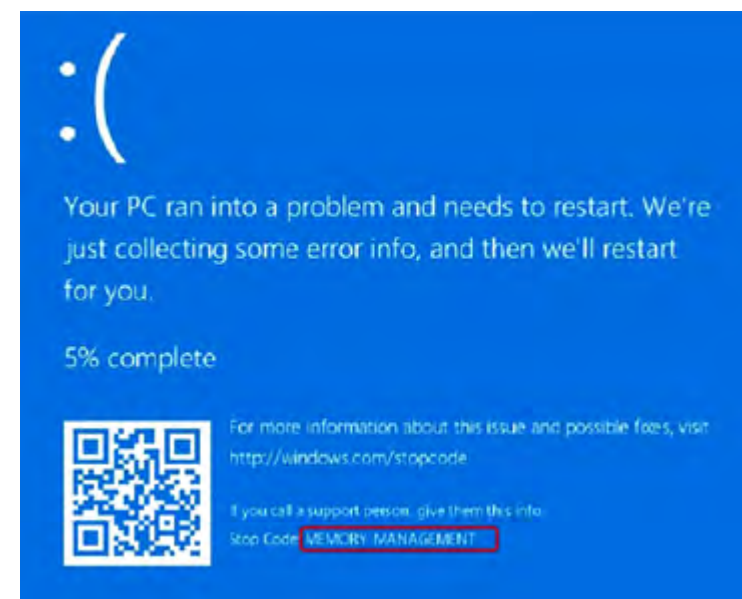 :(
Your PC ran into a problem and needs to restart. We're
just collecting some error info, and then we'll restart
for you.
5% complete
For more information about this issue and possible fixes, visit
http://windows.com/stopcode
If you call a support person, give them this info:
Stop Code: MEMORY MANAGEMENT